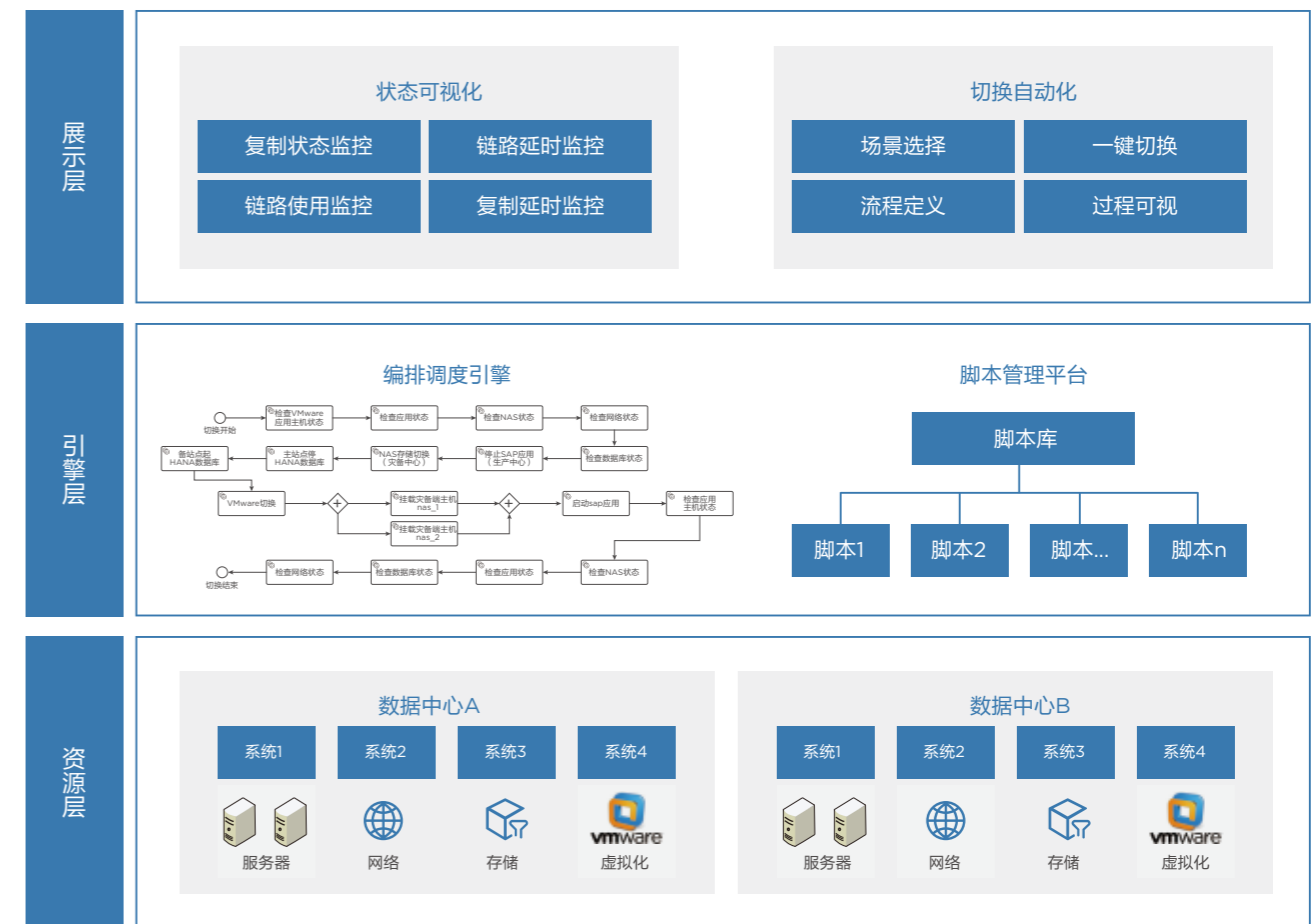 展示层
状态可视化
复制状态监控
链路延时监控
链路使用监控
复制延时监控
切换自动化
场景选择
一键切换
流程定义
过程可视
引擎层
编排调度引擎
切换开始
检查VMware
应用主机状态
检查应用状态
检查NAS状态
检查网络状态
备站点起
HANA数据库
主站点停
HANA数据库
NAS存储切换
(灾备中心)
停止SAP应用
(生产中心)
检查数据库状态
VMware切换
挂载灾备端主机
nas_1
挂载灾备端主机
nas_2
启动sap应用
检查应用
主机状态
切换结束
检查网络状态
检查数据库状态
检查应用状态
检查NAS状态
脚本管理平台
脚本库
脚本1
脚本2
脚本...
脚本n
资源层
数据中心A
系统1
系统2
系统3
系统4
vmware
服务器
网络
存储
虚拟化
数据中心B
系统1
系统2
系统3
系统4
vmware
服务器
网络
存储
虚拟化